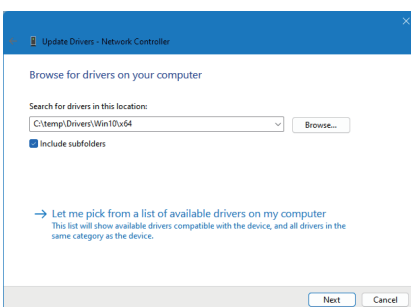 Update Drivers - Network Controller
Browse for drivers on your computer
Search for drivers in this location:
C:\temp\Drivers\Win10\x64
Browse...
Include subfolders
Let me pick from a list of available drivers on my computer
This list will show available drivers compatible with the device, and all drivers in the
same category as the device.
Next Cancel